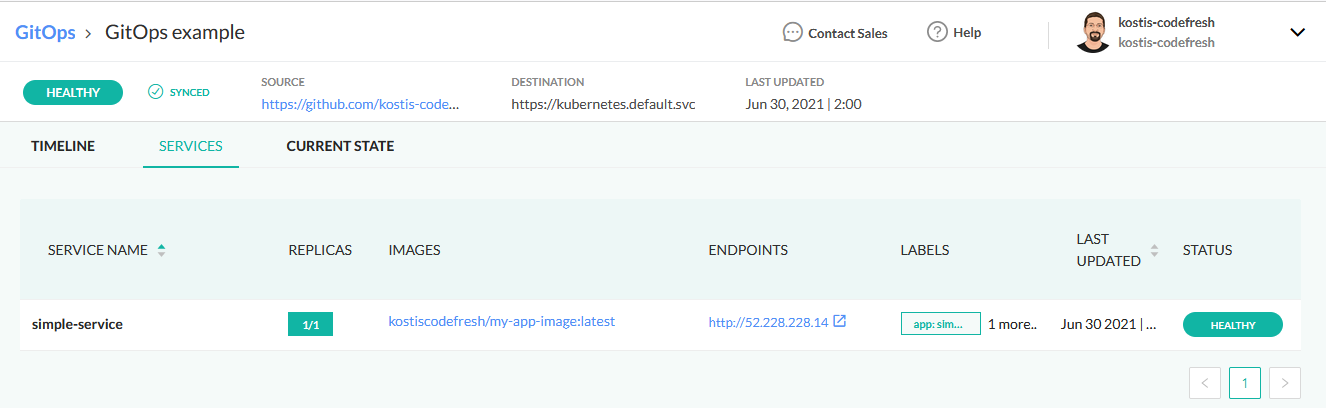 GitOps > GitOps example
Contact Sales
Help
kostis-codefresh
kostis-codefresh
HEALTHY
SYNCED
SOURCE
https://github.com/kostis-code...
DESTINATION
https://kubernetes.default.svc
LAST UPDATED
Jun 30, 2021 | 2:00
TIMELINE
SERVICES
CURRENT STATE
SERVICE NAME
REPLICAS
IMAGES
ENDPOINTS
LABELS
LAST
UPDATED
STATUS
simple-service
1/1
kostiscodefresh/my-app-image:latest
http://52.228.228.14
app: sim...
1 more..
Jun 30 2021 | ...
HEALTHY
< 1 >